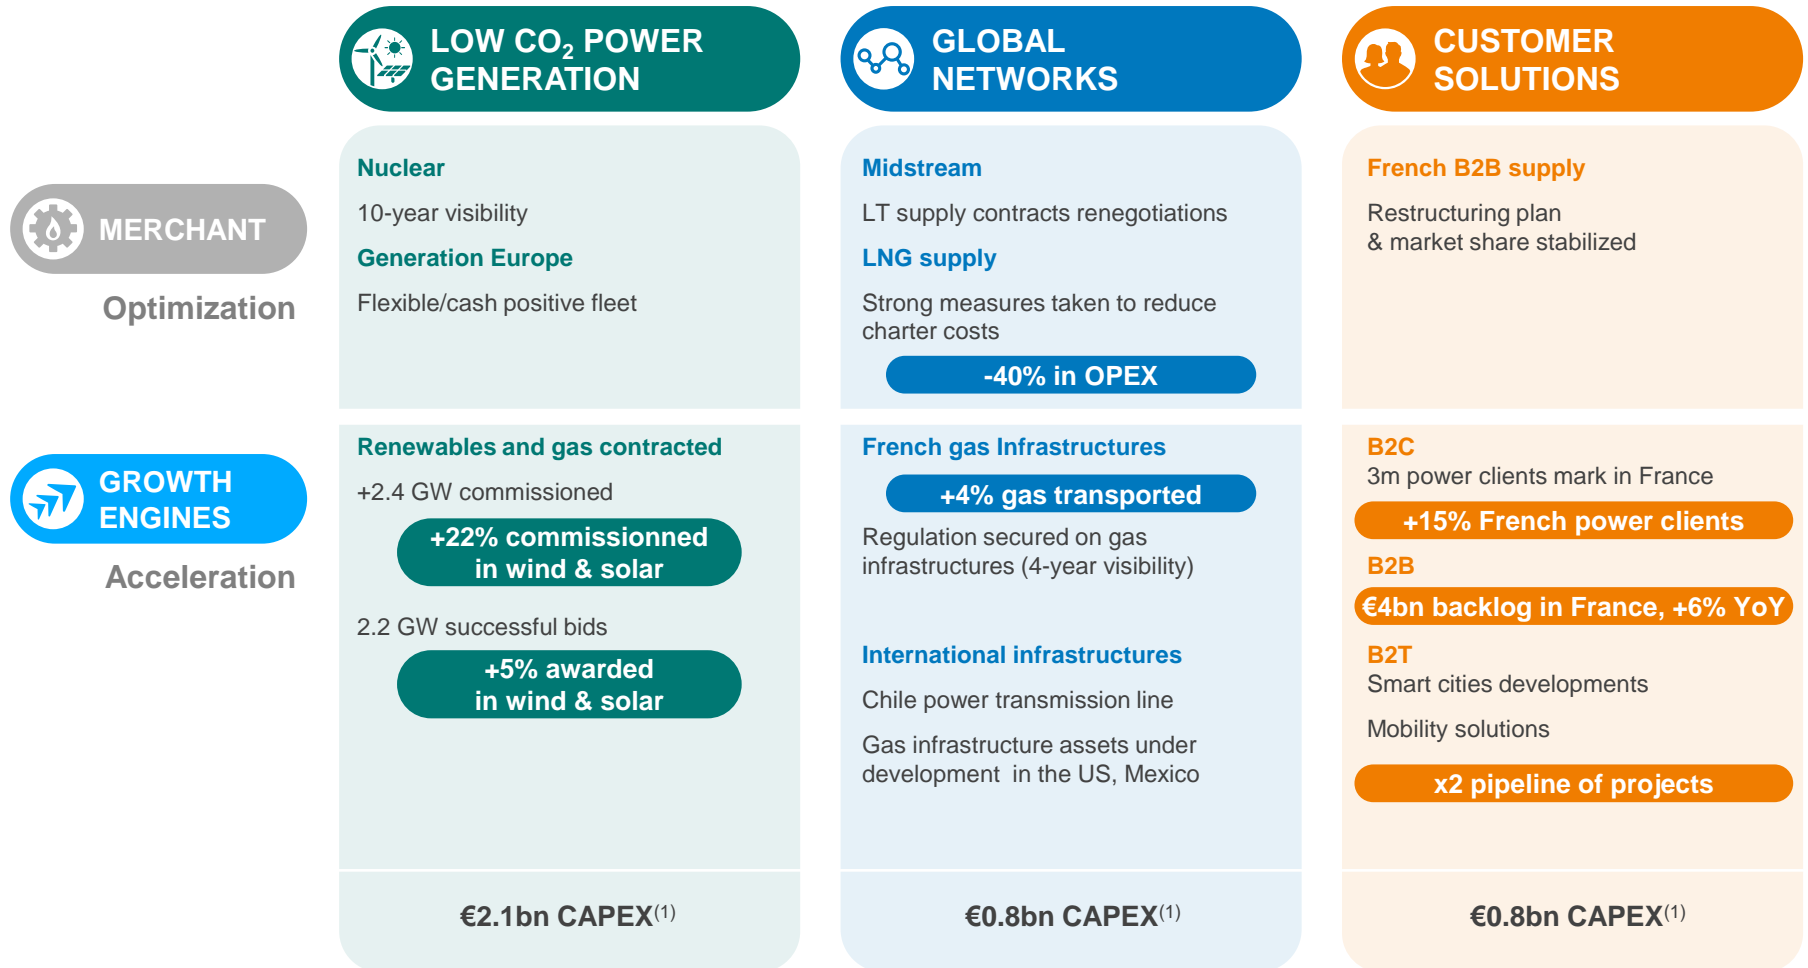 LOW CO₂ POWER
GENERATION
GLOBAL
NETWORKS
CUSTOMER
SOLUTIONS
MERCHANT
Optimization
Nuclear
10-year visibility
Generation Europe
Flexible/cash positive fleet
Midstream
LT supply contracts renegotiations
LNG supply
Strong measures taken to reduce
charter costs
-40% in OPEX
French B2B supply
Restructuring plan
& market share stabilized
GROWTH
ENGINES
Acceleration
Renewables and gas contracted
+2.4 GW commissioned
+22% commissionned
in wind & solar
2.2 GW successful bids
+5% awarded
in wind & solar
French gas Infrastructures
+4% gas transported
Regulation secured on gas
infrastructures (4-year visibility)
International infrastructures
Chile power transmission line
Gas infrastructure assets under
development in the US, Mexico
B2C
3m power clients mark in France
+15% French power clients
B2B
€4bn backlog in France, +6% YoY
B2T
Smart cities developments
Mobility solutions
x2 pipeline of projects
€2.1bn CAPEX(1)
€0.8bn CAPEX(1)
€0.8bn CAPEX(1)